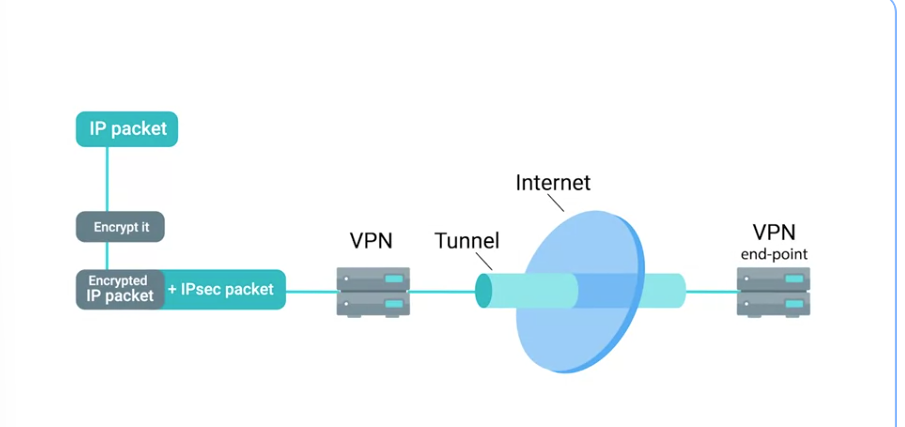 IP packet
Encrypt it
Encrypted
IP packet
+ IPsec packet
VPN
Tunnel
Internet
VPN
end-point